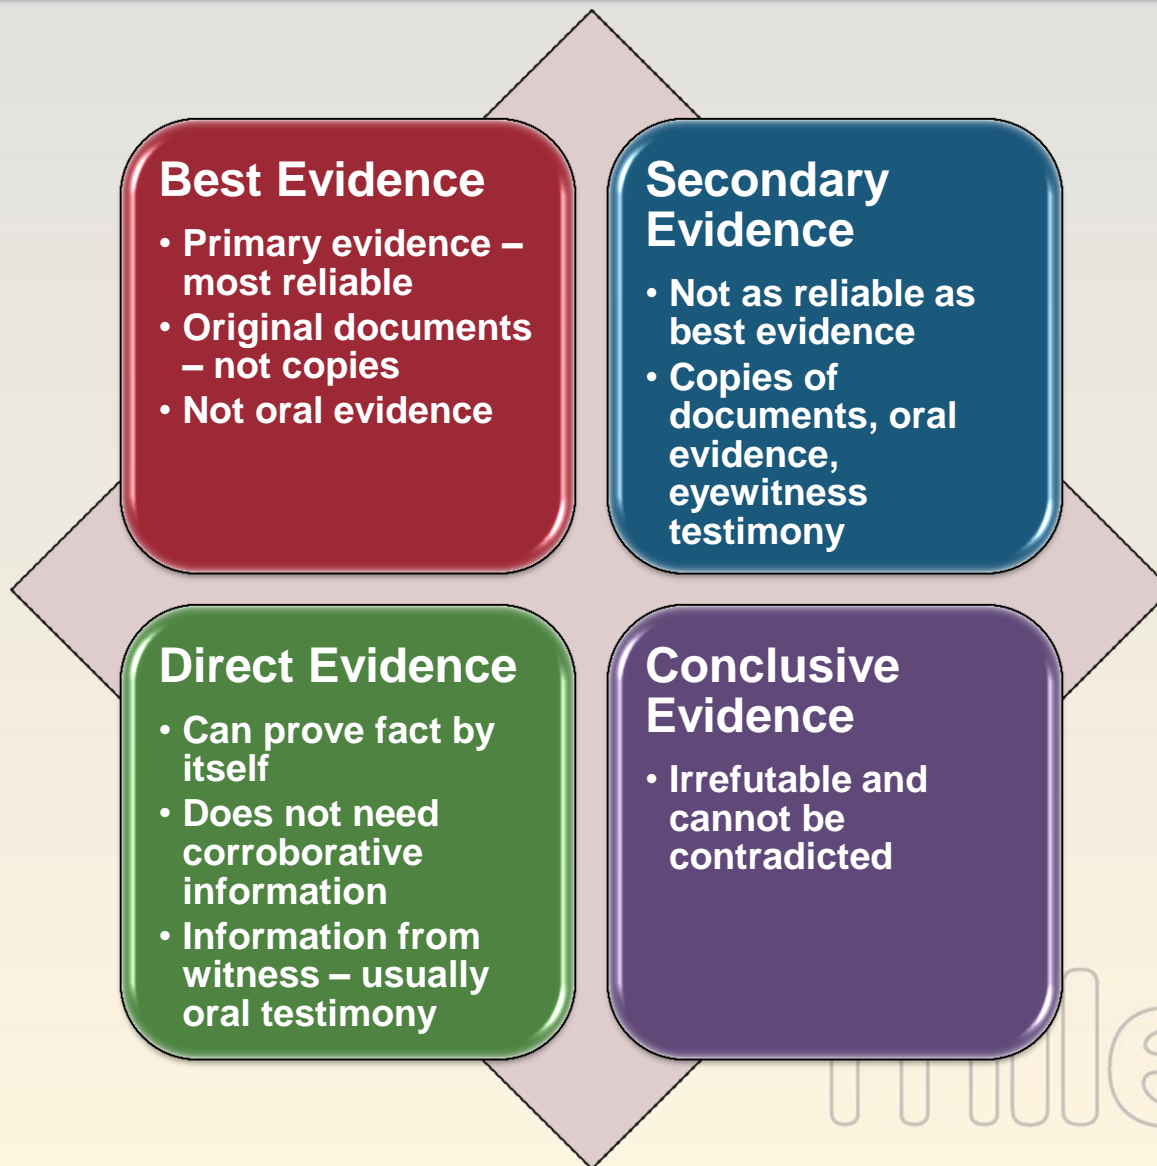 Best Evidence
• Primary evidence –
most reliable
• Original documents
– not copies
• Not oral evidence
Secondary
Evidence
• Not as reliable as
best evidence
• Copies of
documents, oral
evidence,
eyewitness
testimony
Direct Evidence
• Can prove fact by
itself
• Does not need
corroborative
information
• Information from
witness – usually
oral testimony
Conclusive
Evidence
• Irrefutable and
cannot be
contradicted